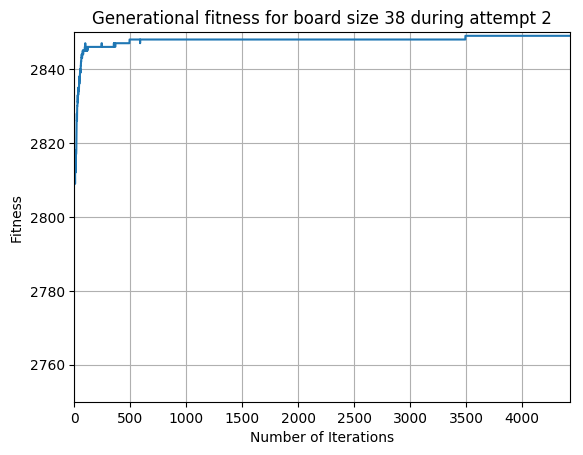 Generational fitness for board size 38 during attempt 2
Fitness
2840
2820
2800
2780
2760
0 500 1000 1500 2000 2500 3000 3500 4000
Number of Iterations